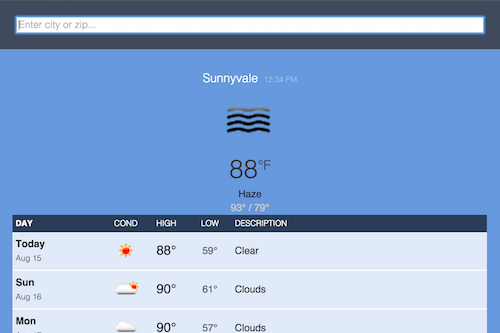 Enter city or zip...
Sunnyvale 12:34 PM
88°F
Haze
93° / 79°
DAY COND HIGH LOW DESCRIPTION
Today 88° 59° Clear
Aug 15
Sun 90° 61° Clouds
Aug 16
Mon 90° 57° Clouds